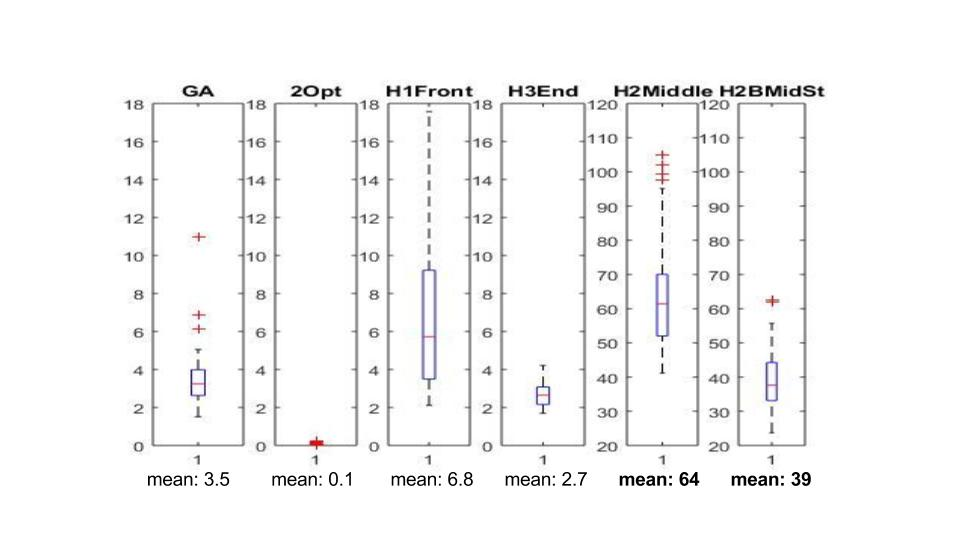 GA 2Opt H1Front H3End H2Middle H2BMidSt
18 18 18 18 120 120
16 16 16 16 110 110
14 14 14 14 100 100
12 12 12 12 90 90
10 10 10 10 80 80
8 8 8 8 70 70
6 6 6 6 60 60
4 4 4 4 50 50
2 2 2 2 40 40
0 0 0 0 30 30
20 20
1 1 1 1 1 1
mean: 3.5 mean: 0.1 mean: 6.8 mean: 2.7 mean: 64 mean: 39